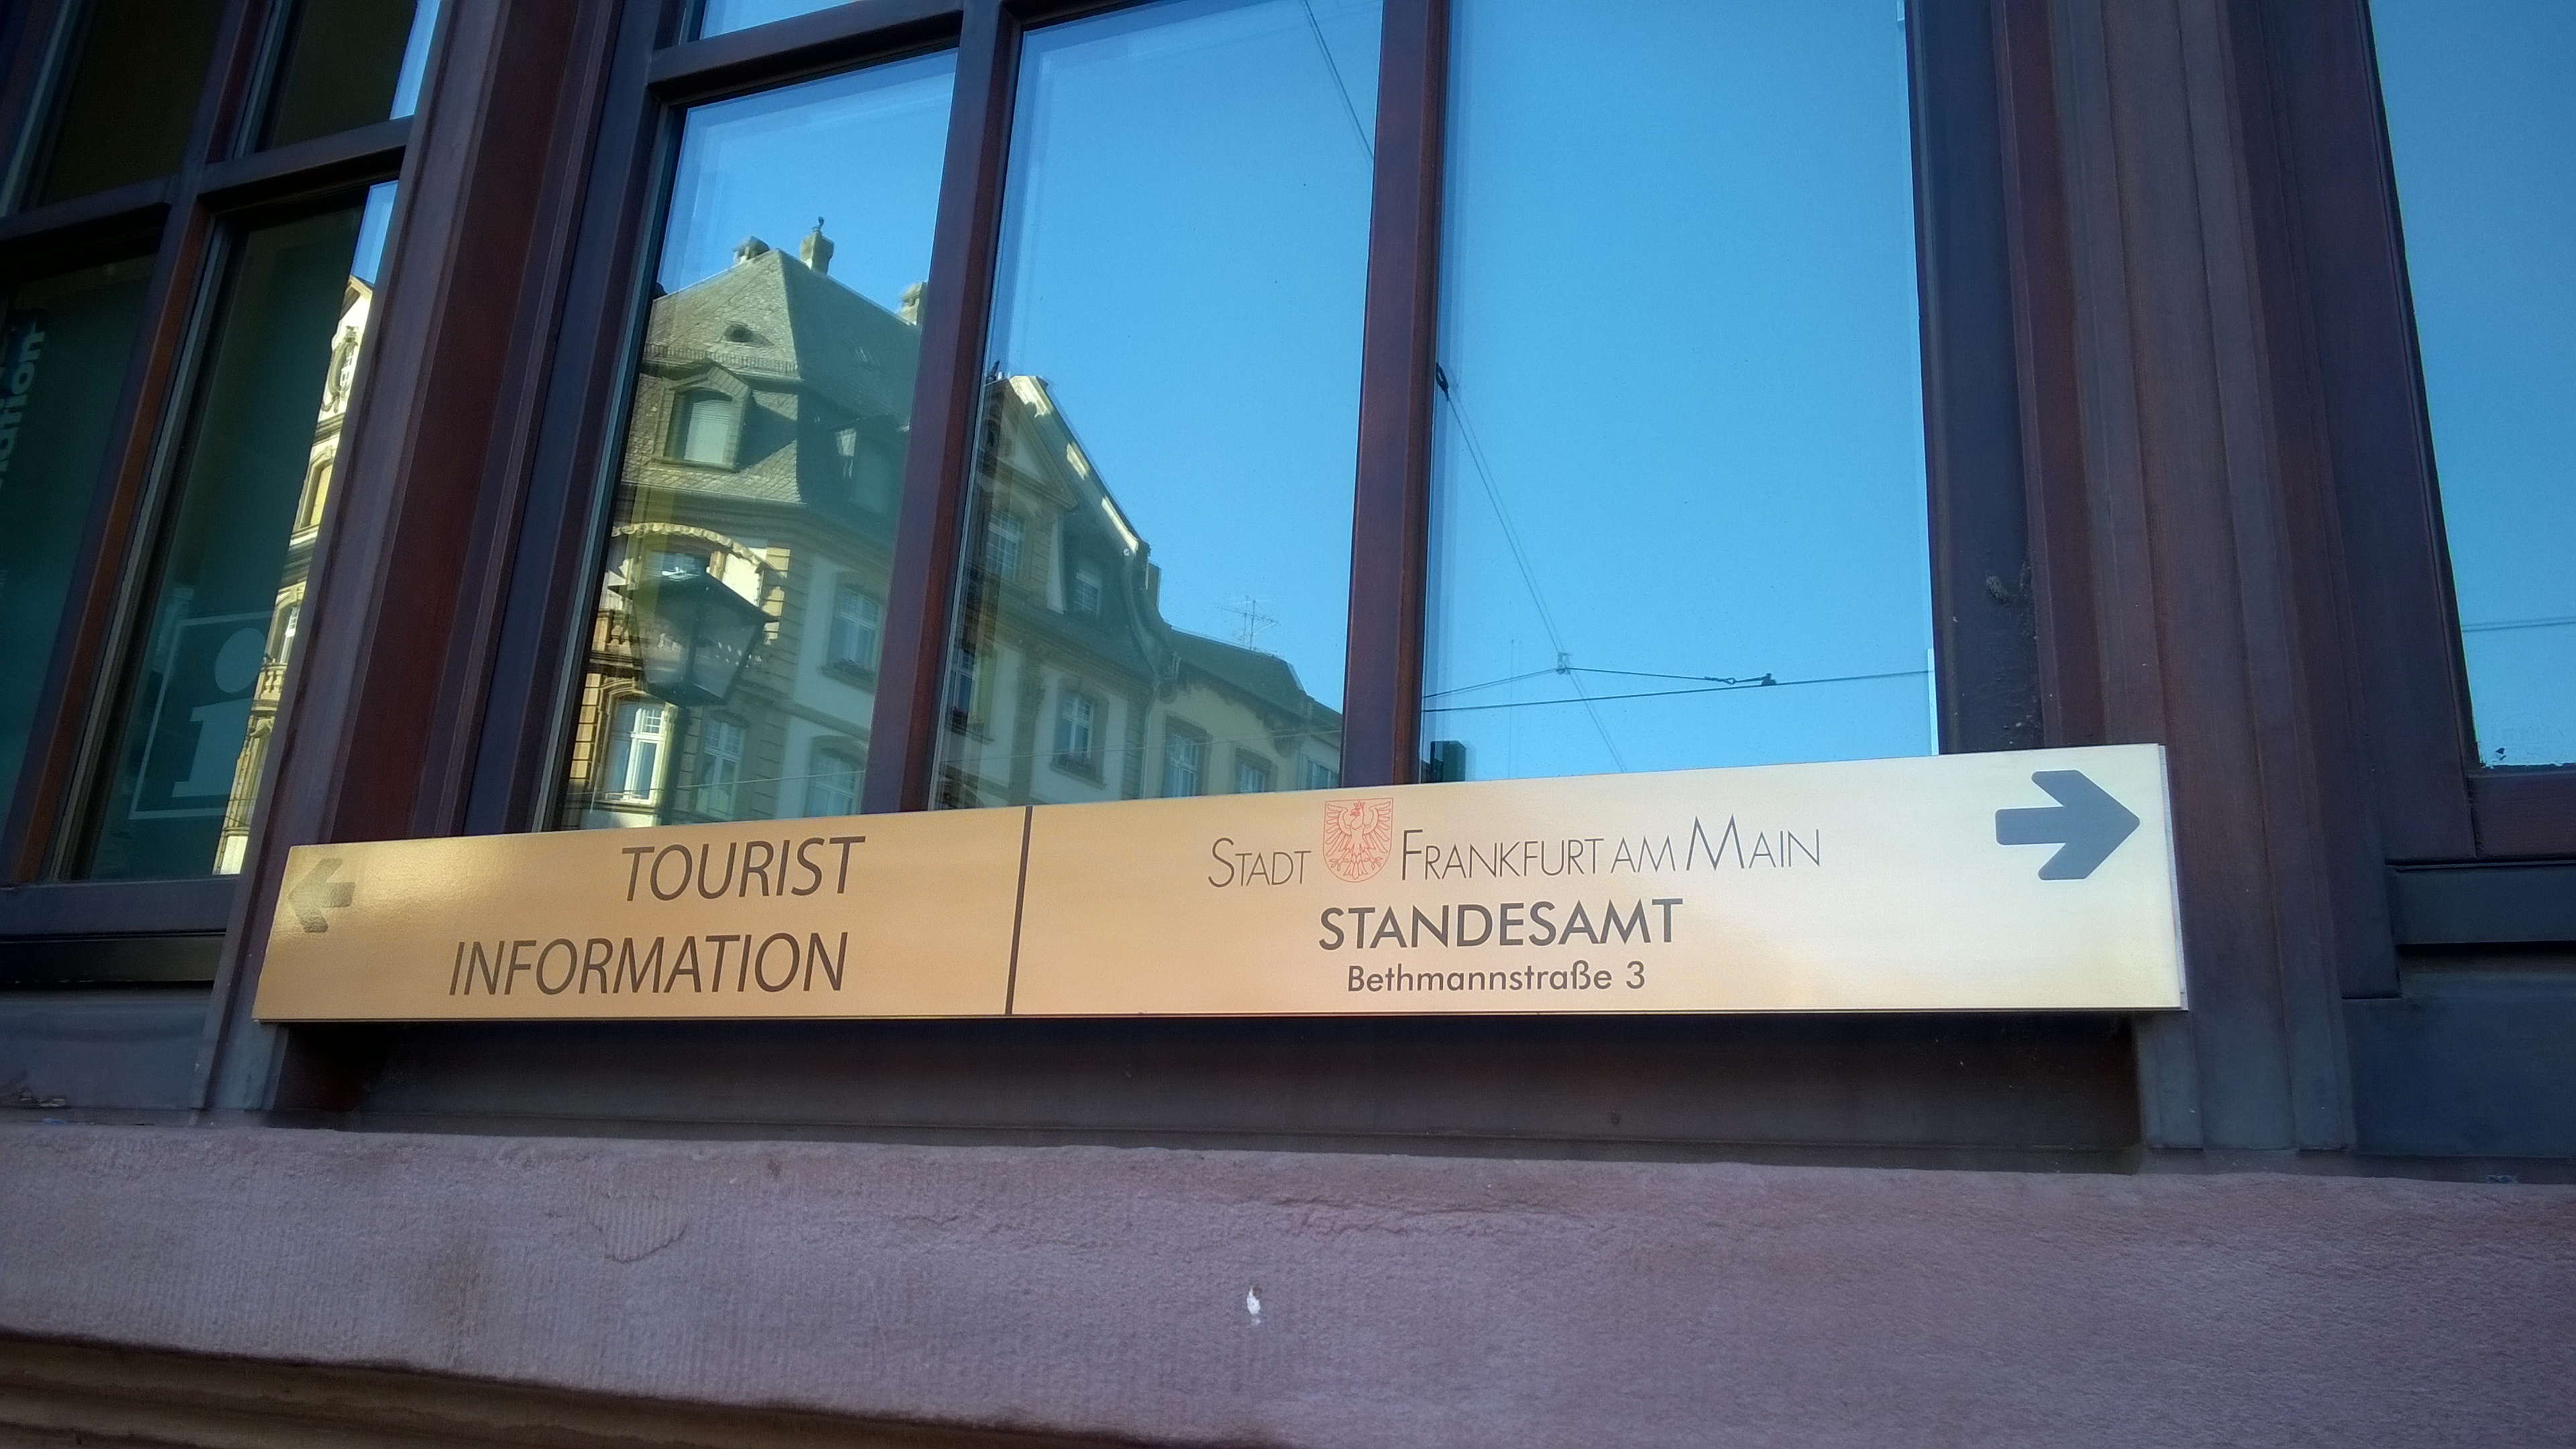 TOURIST
INFORMATION
STADT FRANKFURT AM MAIN
STANDESAMT
Bethmannstraße 3
i